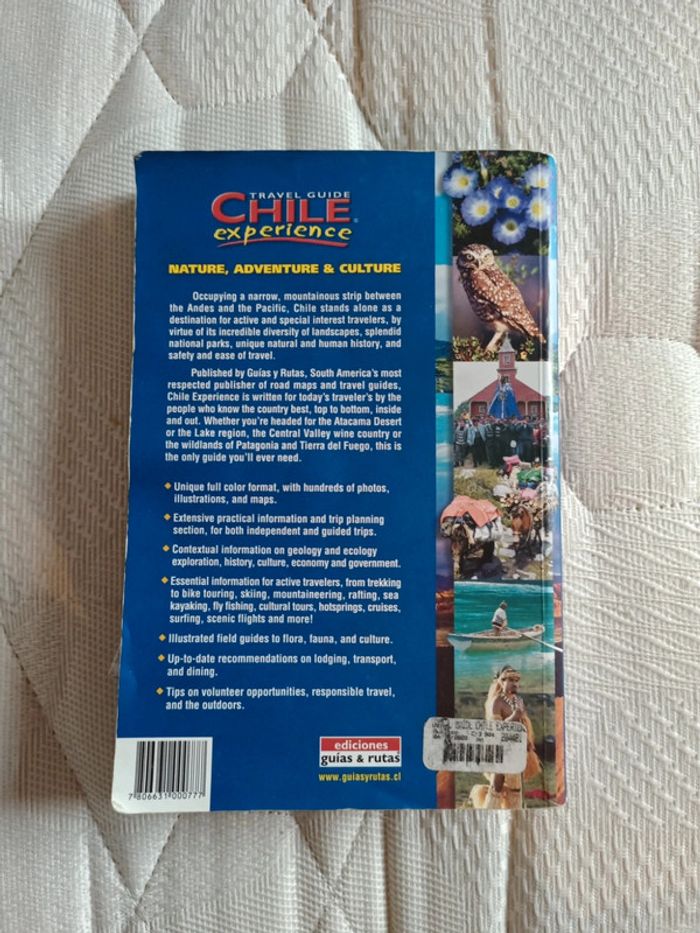 TRAVEL GUIDE
CHILE®
experience
NATURE, ADVENTURE & CULTURE
Occupying a narrow, mountainous strip between
the Andes and the Pacific, Chile stands alone as a
destination for active and special interest travelers, by
virtue of its incredible diversity of landscapes, splendid
national parks, unique natural and human history, and
safety and ease of travel.
Published by Guías y Rutas, South America's most
respected publisher of road maps and travel guides,
Chile Experience is written for today's traveler's by the
people who know the country best, top to bottom, inside
and out. Whether you're headed for the Atacama Desert
or the Lake region, the Central Valley wine country or
the wildlands of Patagonia and Tierra del Fuego, this is
the only guide you'll ever need.
Unique full color format, with hundreds of photos,
illustrations, and maps.
Extensive practical information and trip planning
section, for both independent and guided trips.
Contextual information on geology and ecology
exploration, history, culture, economy and government.
Essential information for active travelers, from trekking
to bike touring, skiing, mountaineering, rafting, sea
kayaking, fly fishing, cultural tours, hotsprings, cruises,
surfing, scenic flights and more!
Illustrated field guides to flora, fauna, and culture.
Up-to-date recommendations on lodging, transport,
and dining.
Tips on volunteer opportunities, responsible travel,
and the outdoors.
CHILE EXPERIENC
204401
ediciones
guías & rutas
www.guiasyrutas.cl
7 806631 000777